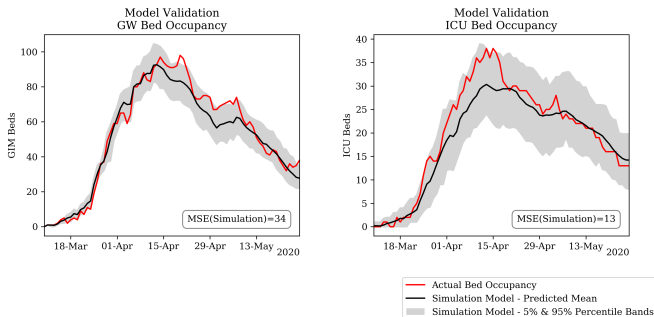 Model Validation
GW Bed Occupancy
GIM Beds
100
80
60
40
20
0
MSE(Simulation)=34
18-Mar
01-Apr
15-Apr
29-Apr
13-May
2020
Model Validation
ICU Bed Occupancy
ICU Beds
40
35
30
25
20
15
10
5
0
MSE(Simulation)=13
18-Mar
01-Apr
15-Apr
29-Apr
13-May
2020
Actual Bed Occupancy
Simulation Model - Predicted Mean
Simulation Model - 5% & 95% Percentile Bands